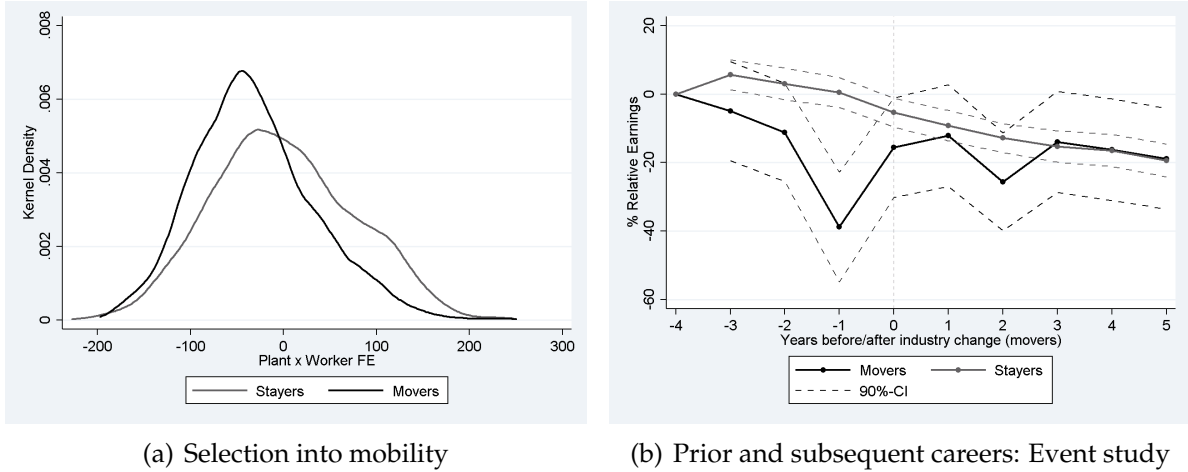 .008
.006
.004
.002
0
Kernel Density
-200 -100 0 100 200 300
Plant x Worker FE
Stayers Movers
(a) Selection into mobility
20
0
-20
-40
-60
% Relative Earnings
-4 -3 -2 -1 0 1 2 3 4 5
Years before/after industry change (movers)
Movers Stayers
90%-CI
(b) Prior and subsequent careers: Event study